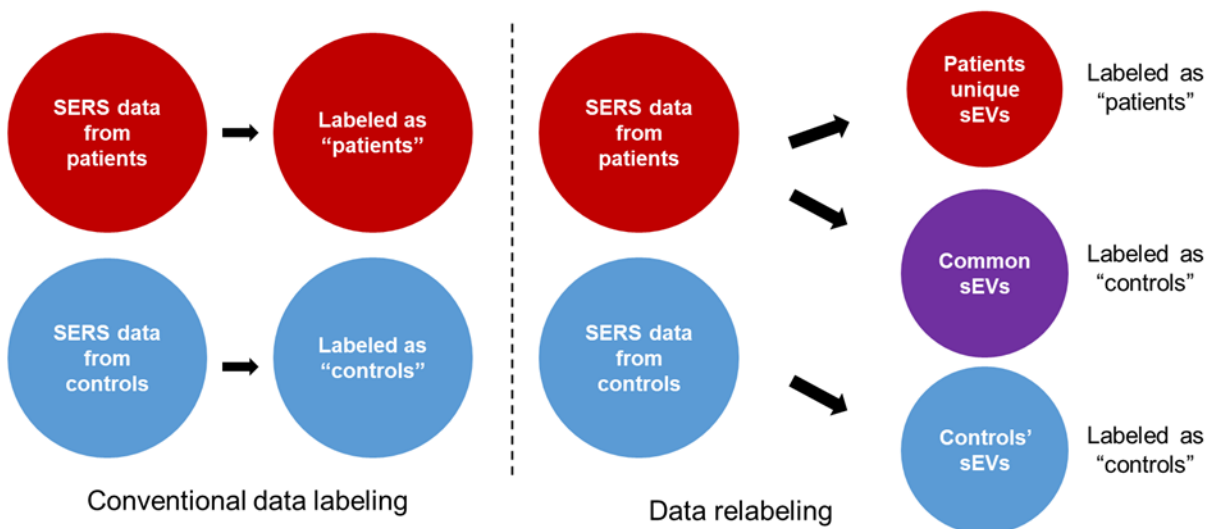 SERS data
from
patients
Labeled as
“patients”
SERS data
from
controls
Labeled as
“controls”
Conventional data labeling
SERS data
from
patients
SERS data
from
controls
Patients
unique
sEVs
Labeled as
“patients”
Common
sEVs
Labeled as
“controls”
Controls’
sEVs
Labeled as
“controls”
Data relabeling